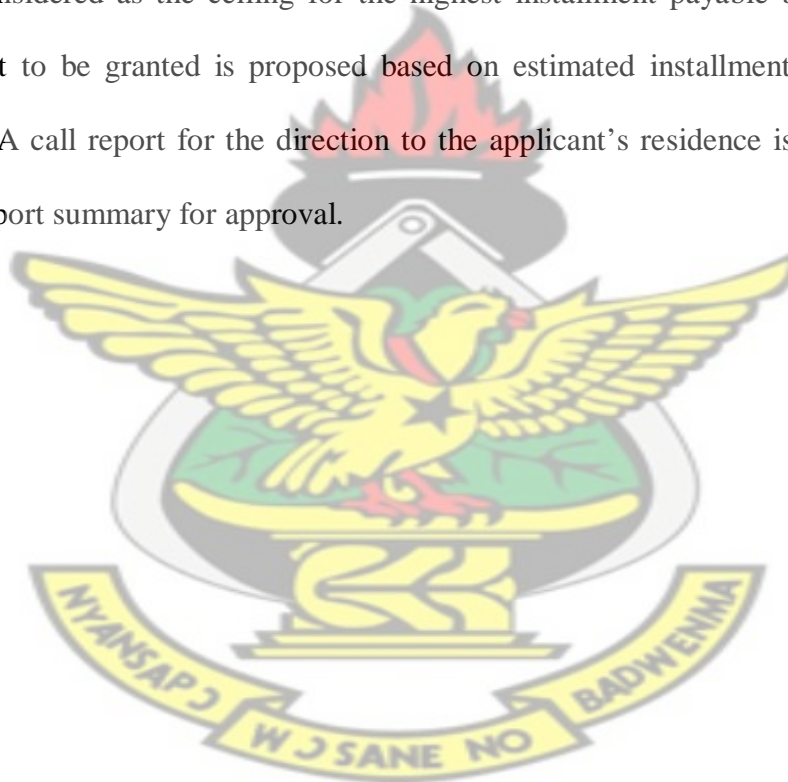 nsidered as the ceiling for the highest installment payable
t to be granted is proposed based on estimated installment
A call report for the direction to the applicant's residence is
port summary for approval.
NYANSAPƆ
WƆSANE NO
BADWENMA